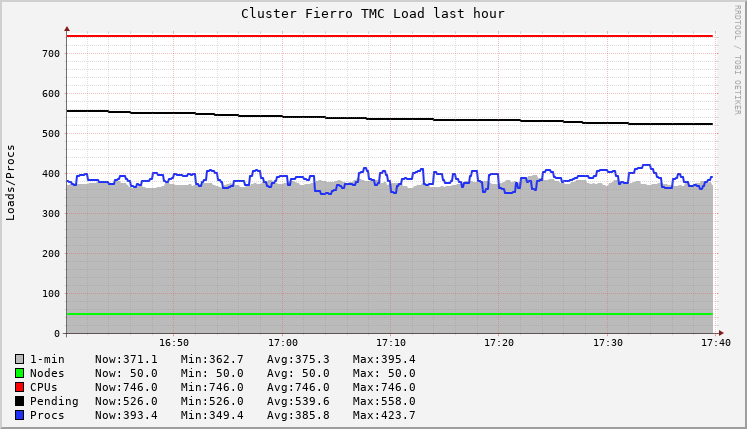 Cluster Fierro TMC Load last hour
RRDTOOL / TOBI OETIKER
Loads/Procs
700
600
500
400
300
200
100
0
16:50 17:00 17:10 17:20 17:30 17:40
1-min Now:371.1 Min:362.7 Avg:375.3 Max:395.4
Nodes Now: 50.0 Min: 50.0 Avg: 50.0 Max: 50.0
CPUs Now:746.0 Min:746.0 Avg:746.0 Max:746.0
Pending Now:526.0 Min:526.0 Avg:539.6 Max:558.0
Procs Now:393.4 Min:349.4 Avg:385.8 Max:423.7